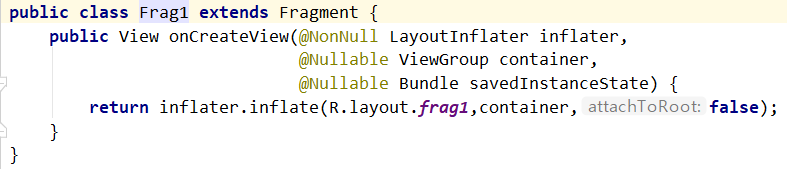 public class Frag1 extends Fragment {
    public View onCreateView(@NonNull LayoutInflater inflater,
                             @Nullable ViewGroup container,
                             @Nullable Bundle savedInstanceState) {
        return inflater.inflate(R.layout.frag1,container, attachToRoot: false);
    }
}